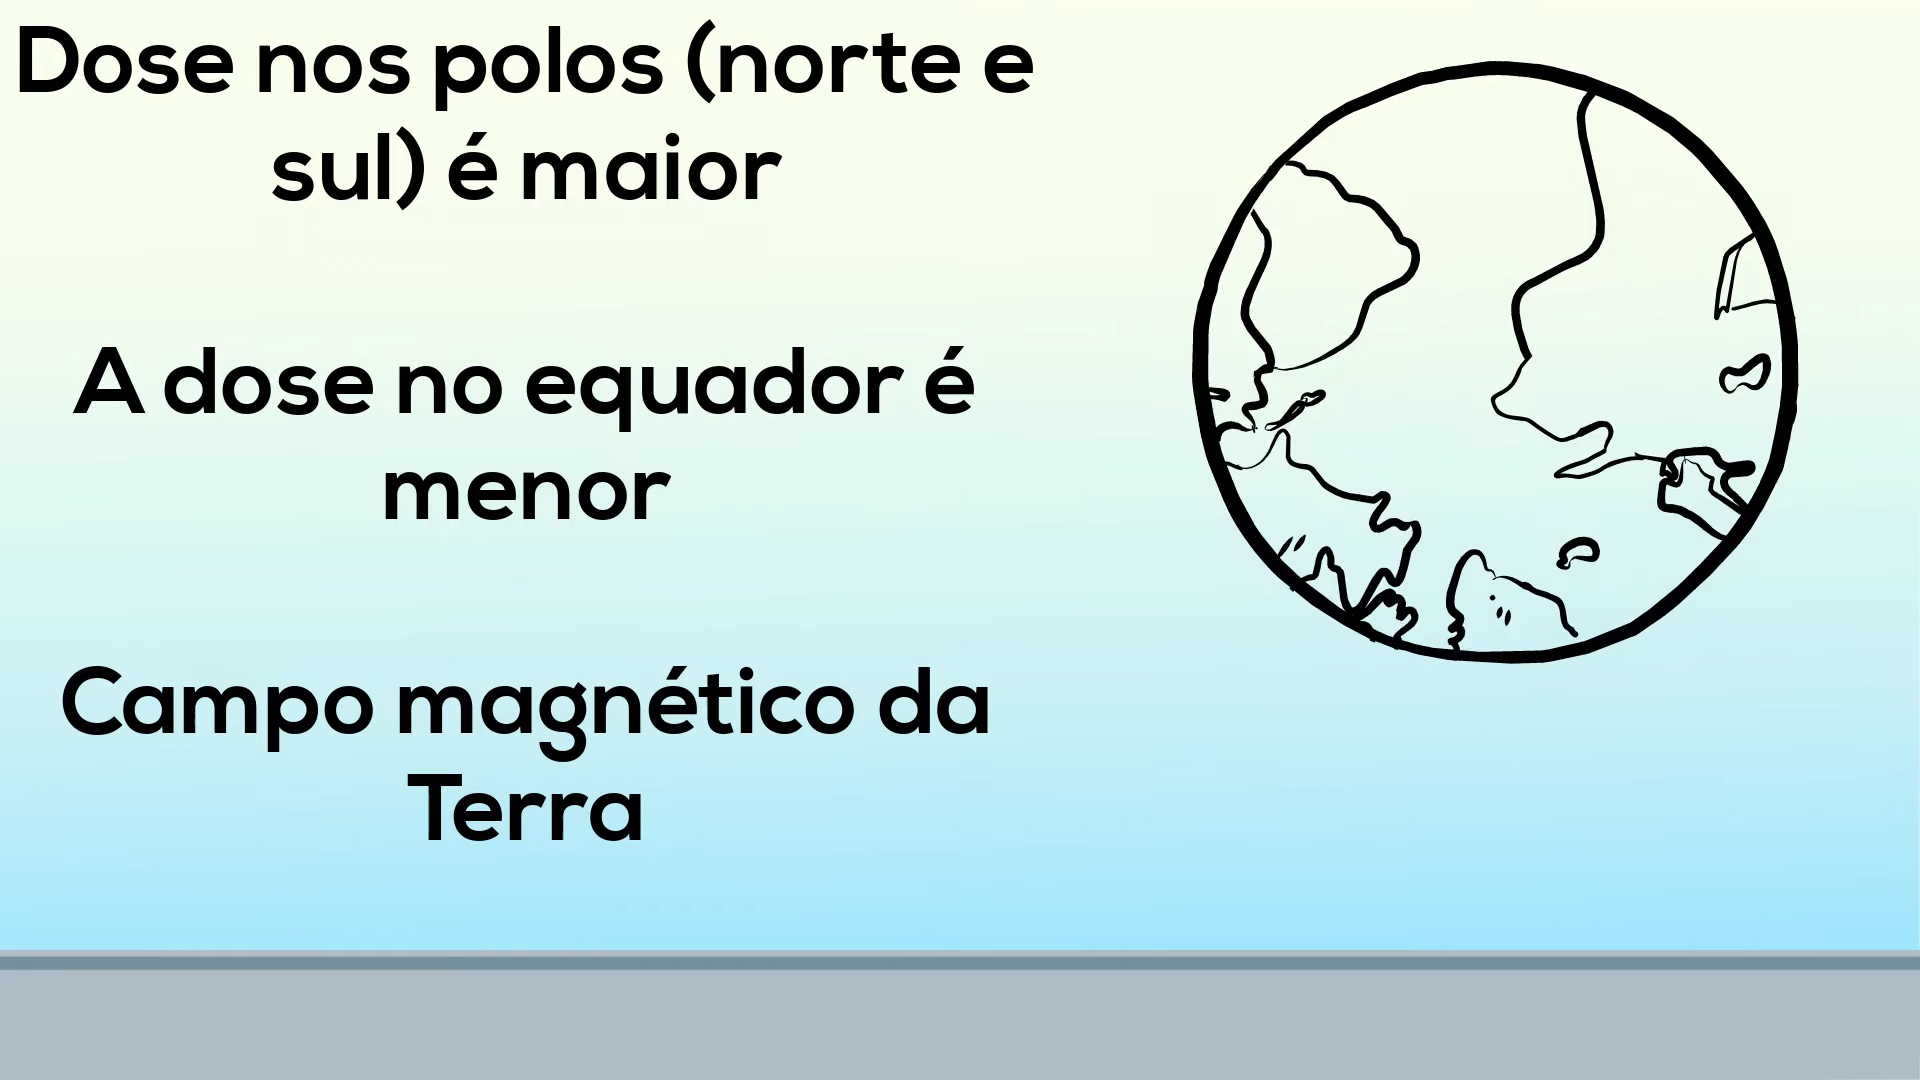 Dose nos polos (norte e
sul) é maior
A dose no equador é
menor
Campo magnético da
Terra